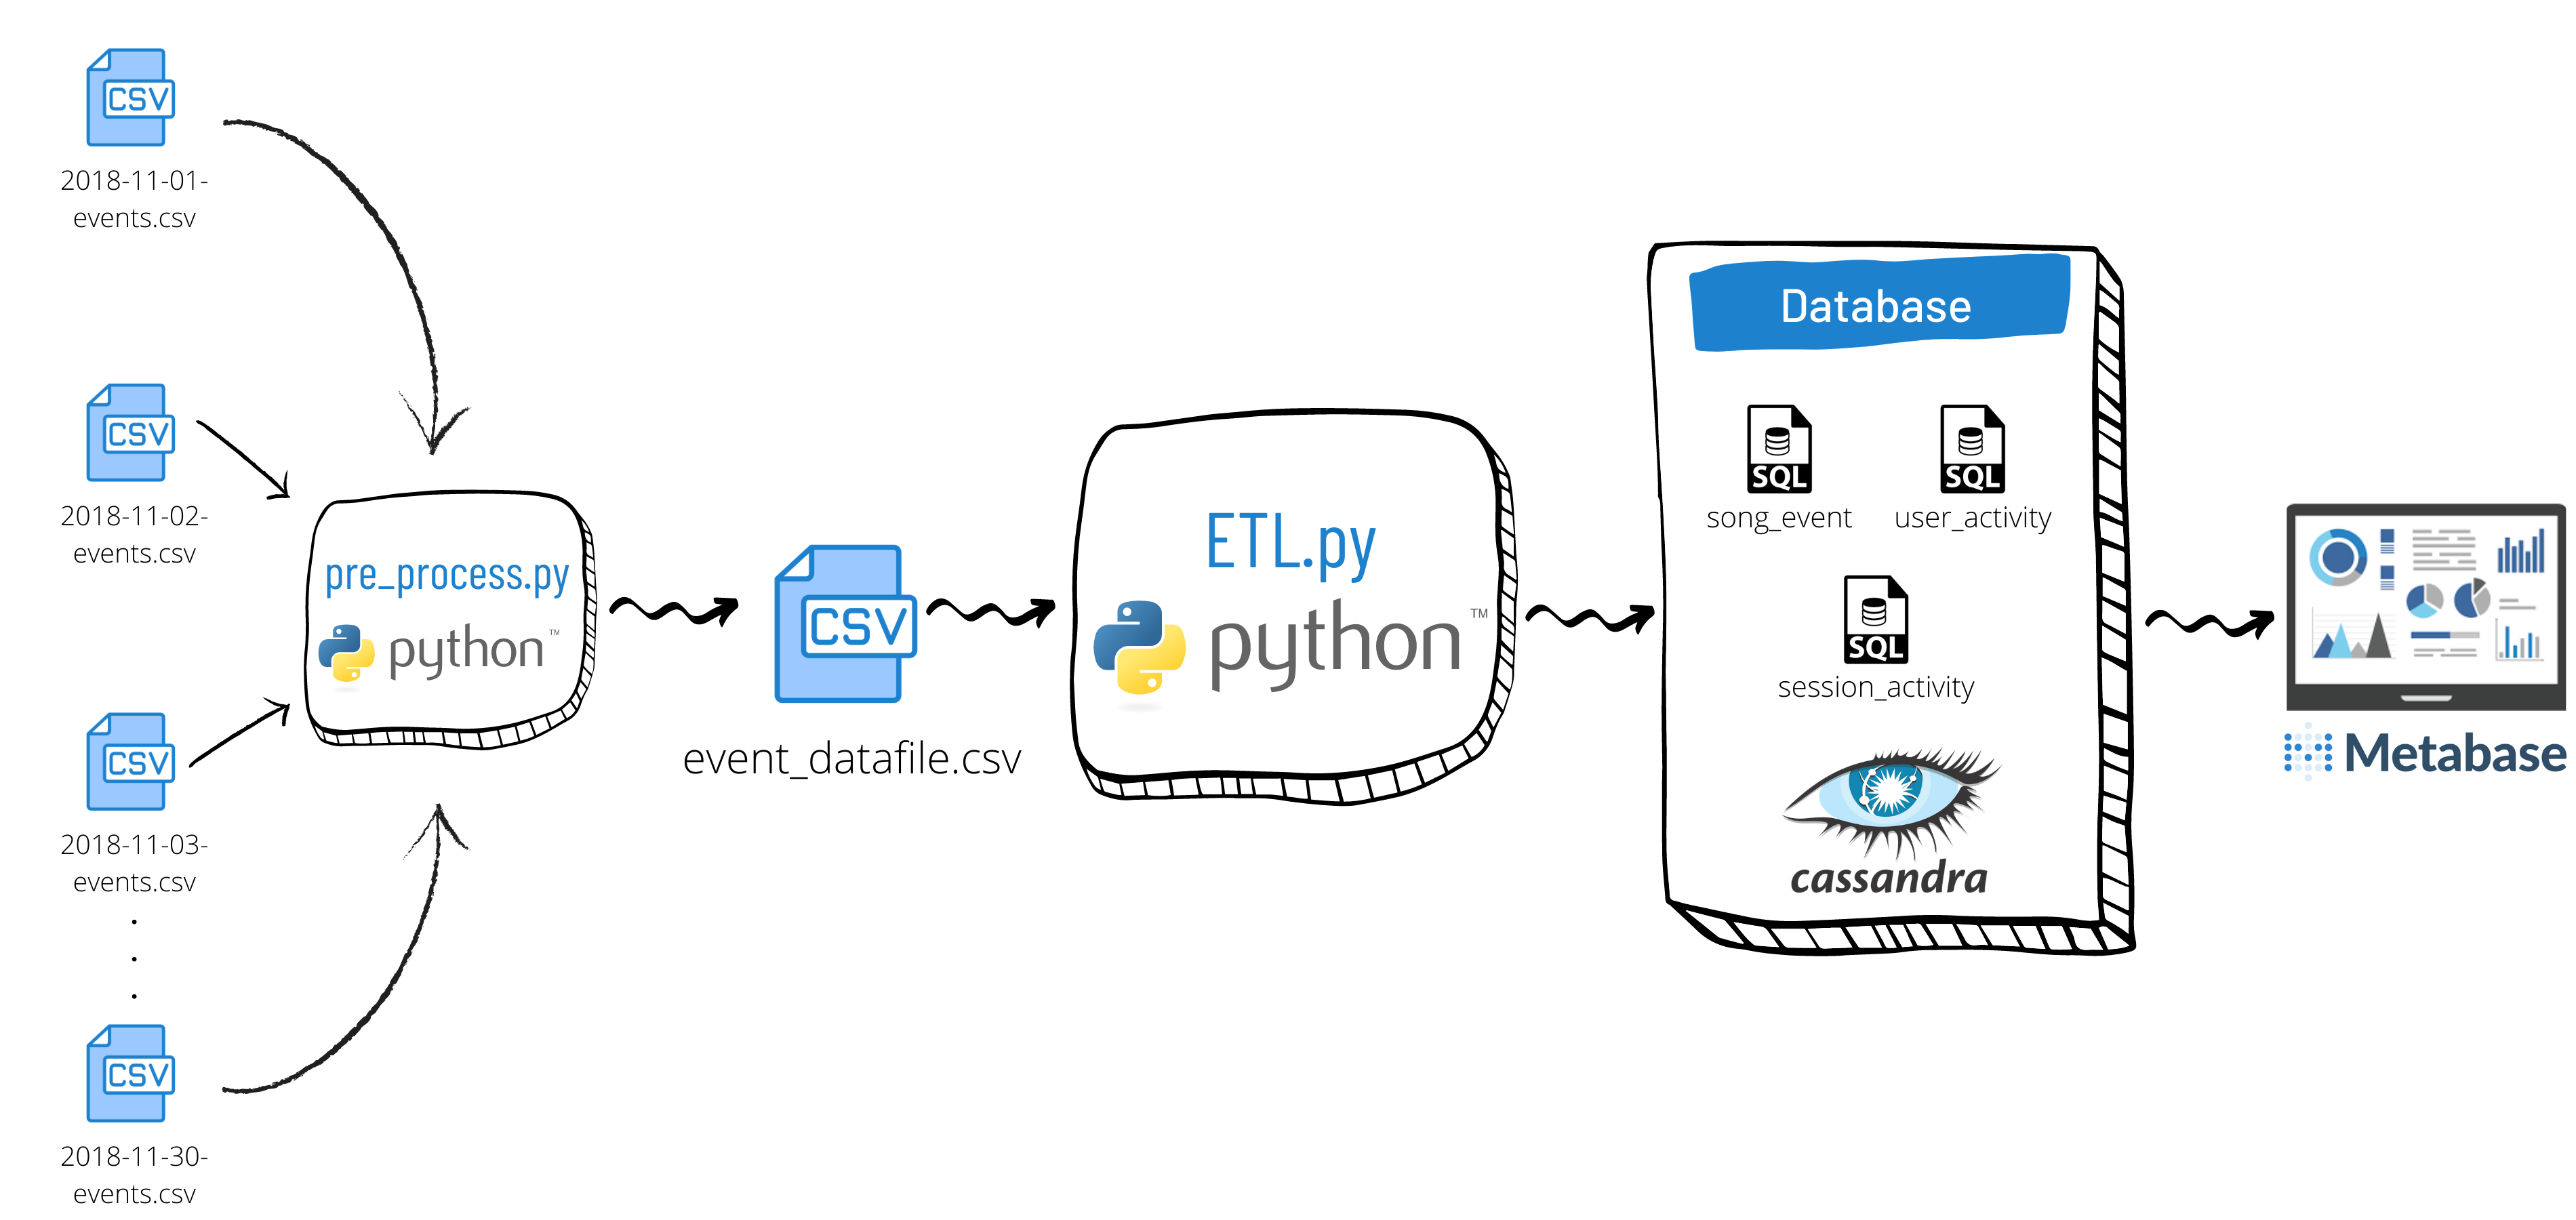 CSV
2018-11-01-
events.csv
CSV
2018-11-02-
events.csv
CSV
2018-11-03-
events.csv
.
.
.
CSV
2018-11-30-
events.csv
pre_process.py
python™
CSV
event_datafile.csv
ETL.py
python™
Database
SQL
song_event
SQL
user_activity
SQL
session_activity
cassandra
Metabase